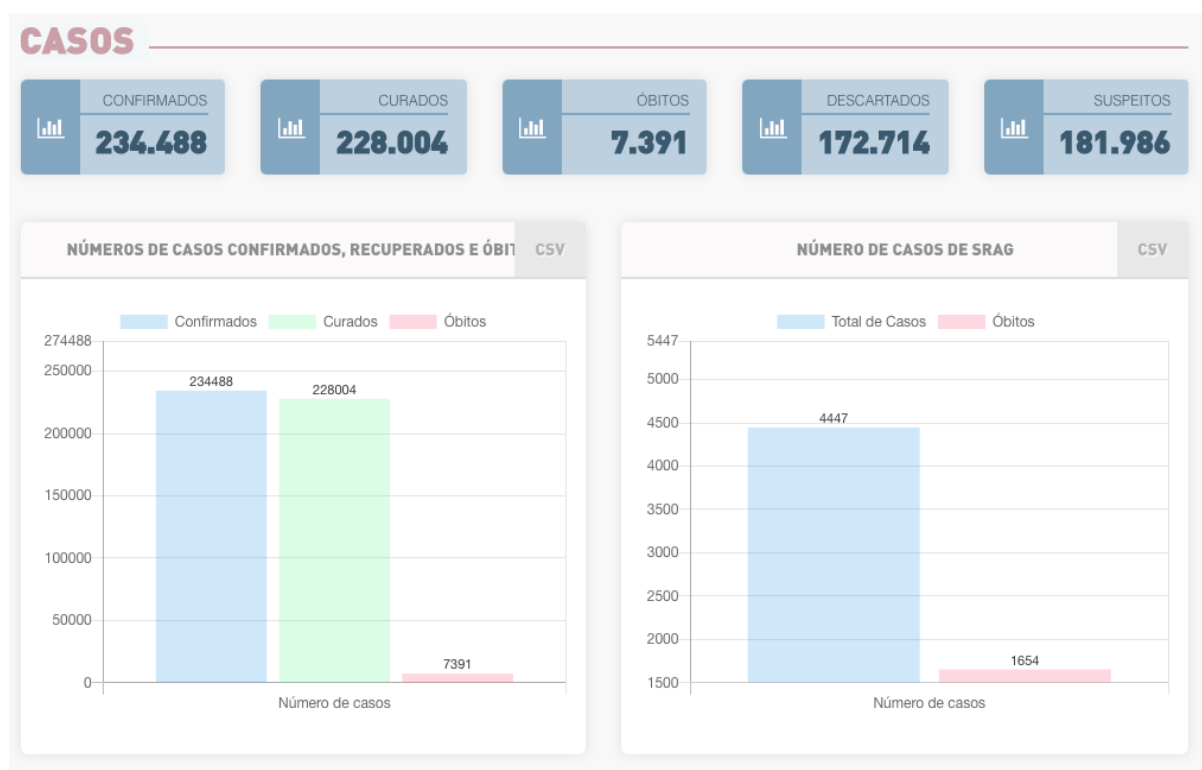 CASOS
CONFIRMADOS
234.488
CURADOS
228.004
ÓBITOS
7.391
DESCARTADOS
172.714
SUSPEITOS
181.986
NÚMEROS DE CASOS CONFIRMADOS, RECUPERADOS E ÓBIT CSV
Confirmados Curados Óbitos
274488
250000
200000
150000
100000
50000
0
234488
228004
7391
Número de casos
NÚMERO DE CASOS DE SRAG CSV
Total de Casos Óbitos
5447
5000
4500
4000
3500
3000
2500
2000
1500
4447
1654
Número de casos